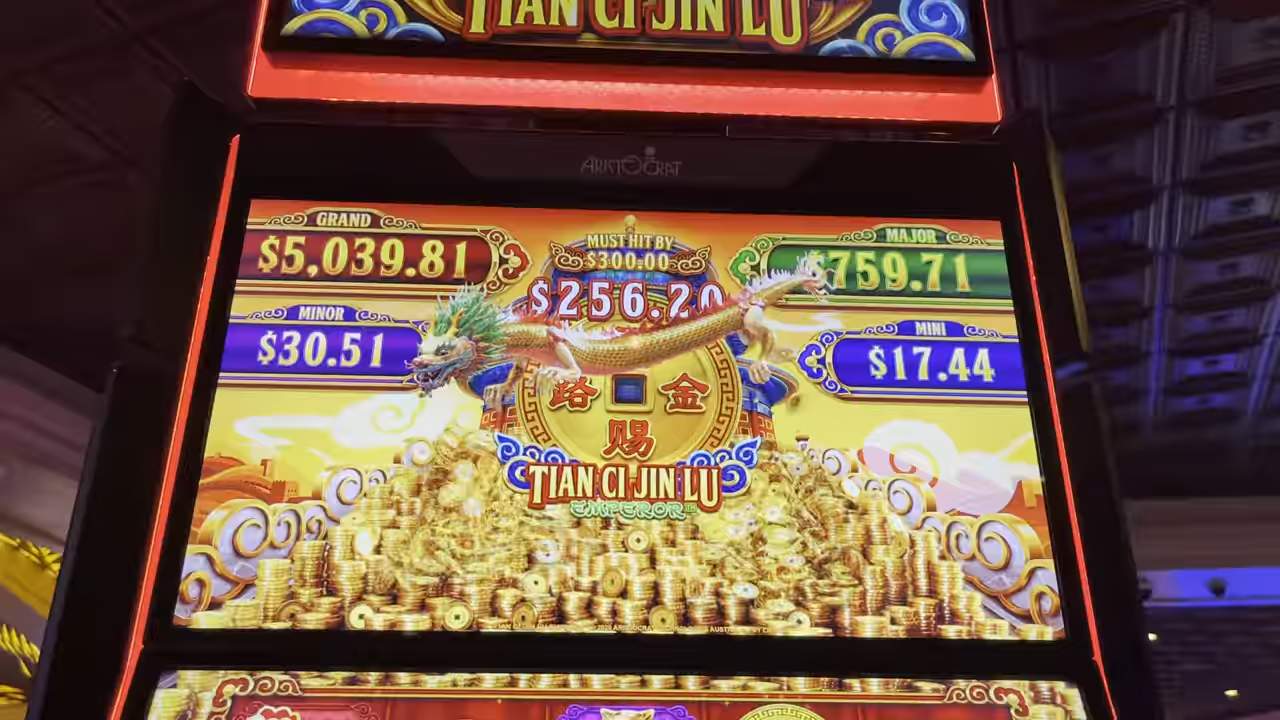 TIAN CI JIN LU
ARISTOCRAT
GRAND
$5,039.81
MUST HIT BY
$300.00
$256.20
MAJOR
$759.71
MINOR
$30.51
MINI
$17.44
路 金
赐
TIAN CI JIN LU
EMPEROR